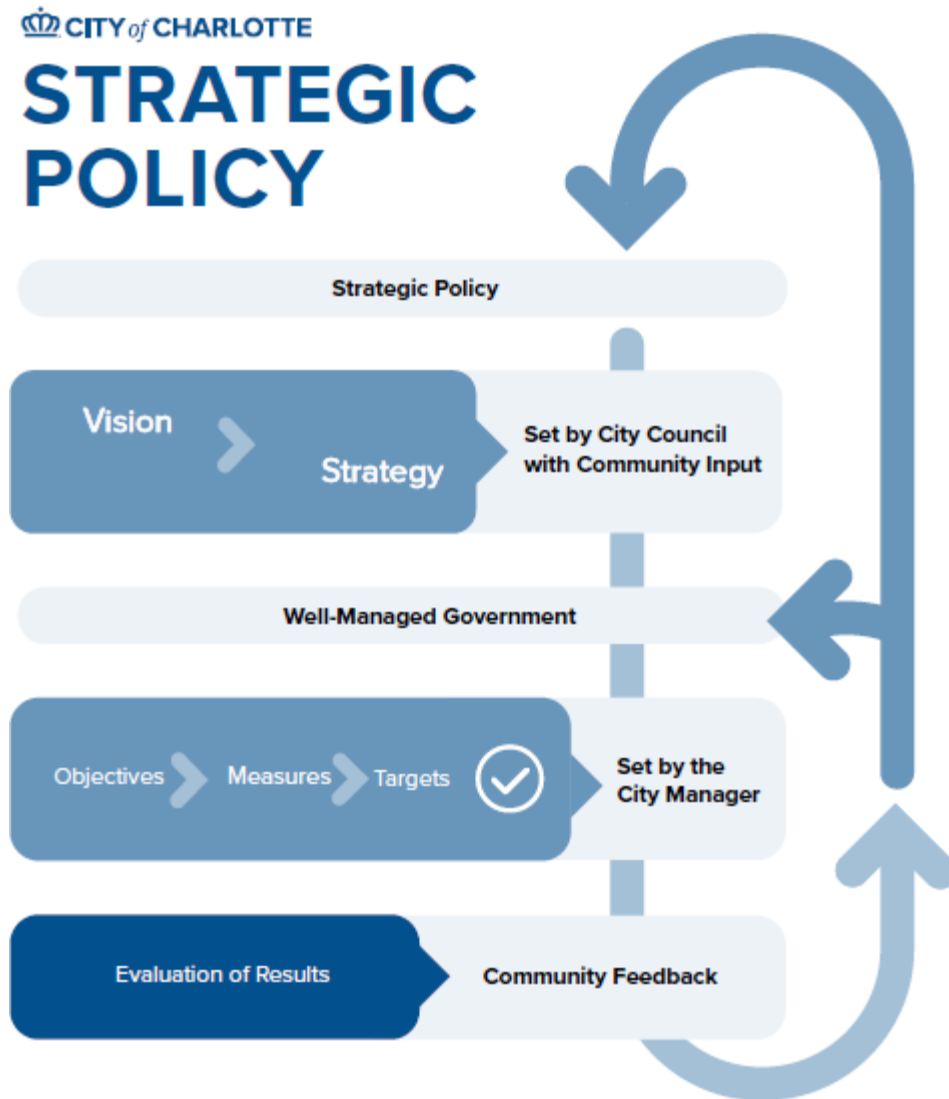 CITY of CHARLOTTE
STRATEGIC
POLICY
Strategic Policy
Vision
Strategy
Set by City Council
with Community Input
Well-Managed Government
Objectives
Measures
Targets
Set by the
City Manager
Evaluation of Results
Community Feedback